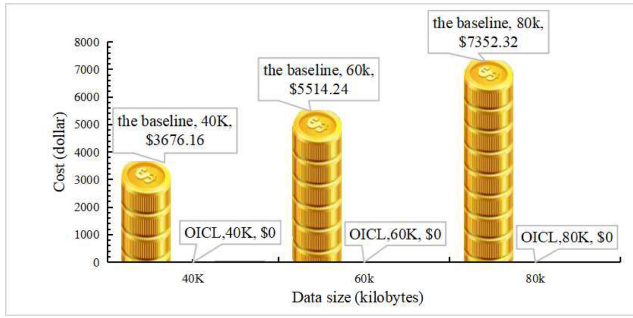 the baseline, 80k,
$7352.32
the baseline, 60k,
$5514.24
the baseline, 40K,
$3676.16
8000
7000
6000
5000
4000
3000
2000
1000
0
Cost (dollar)
OICL,40K, $0
OICL,60K, $0
OICL,80K, $0
40K
60k
80k
Data size (kilobytes)